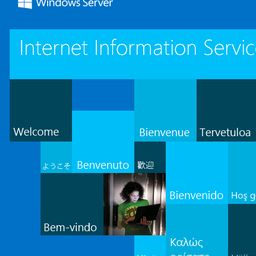 Windows Server
Internet Information Servic
Welcome
Bienvenue
Tervetuloa
ようこそ
Benvenuto
歡迎
Bienvenido
Hoş g
Bem-vindo
Καλώς